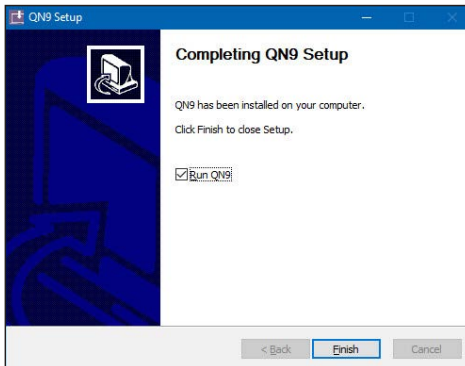 QN9 Setup
Completing QN9 Setup
QN9 has been installed on your computer.
Click Finish to close Setup.
Run QN9
< Back
Finish
Cancel